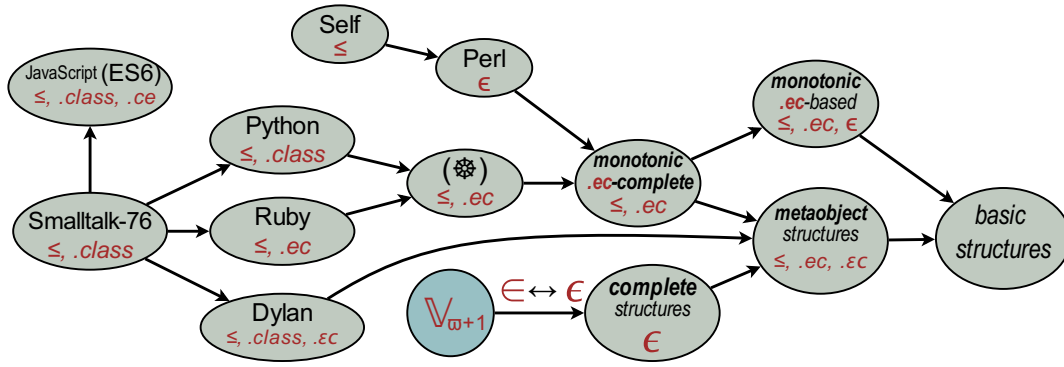 Self
≤
Perl
ϵ
JavaScript (ES6)
≤, .class, .ce
monotonic
.ec-based
≤, .ec, ϵ
Python
≤, .class
(☸)
≤, .ec
monotonic
.ec-complete
≤, .ec
Smalltalk-76
≤, .class
Ruby
≤, .ec
metaobject
structures
≤, .ec, .εc
basic
structures
Dylan
≤, .class, .εc
𝕍ϖ+1
∈ ↔ ϵ
complete
structures
ϵ